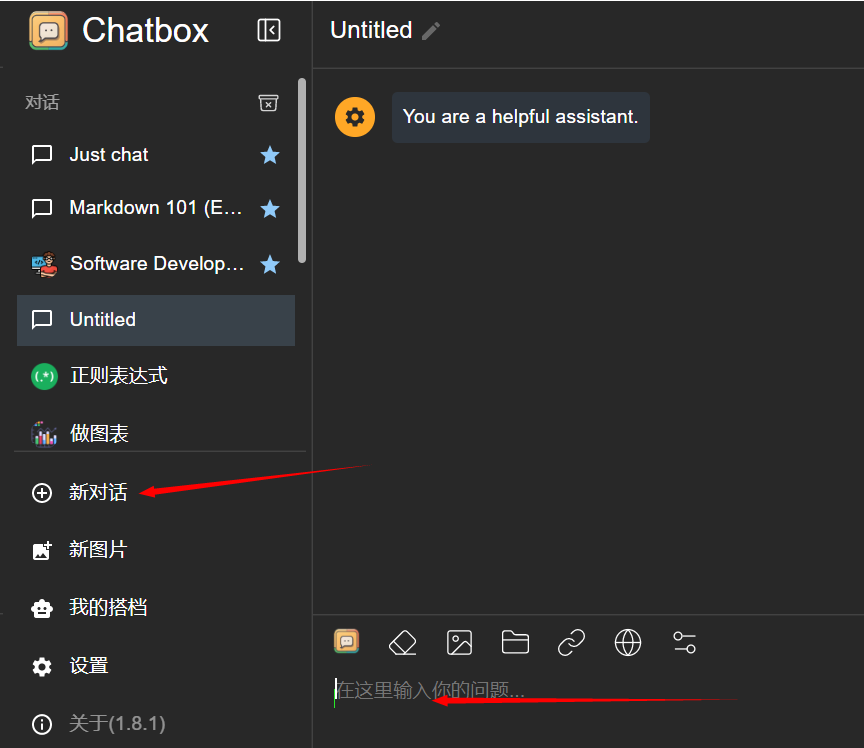 Chatbox
对话
Just chat
Markdown 101 (E...
Software Develop...
Untitled
(.*)
正则表达式
做图表
新对话
新图片
我的搭档
设置
关于(1.8.1)
Untitled
You are a helpful assistant.
在这里输入你的问题...